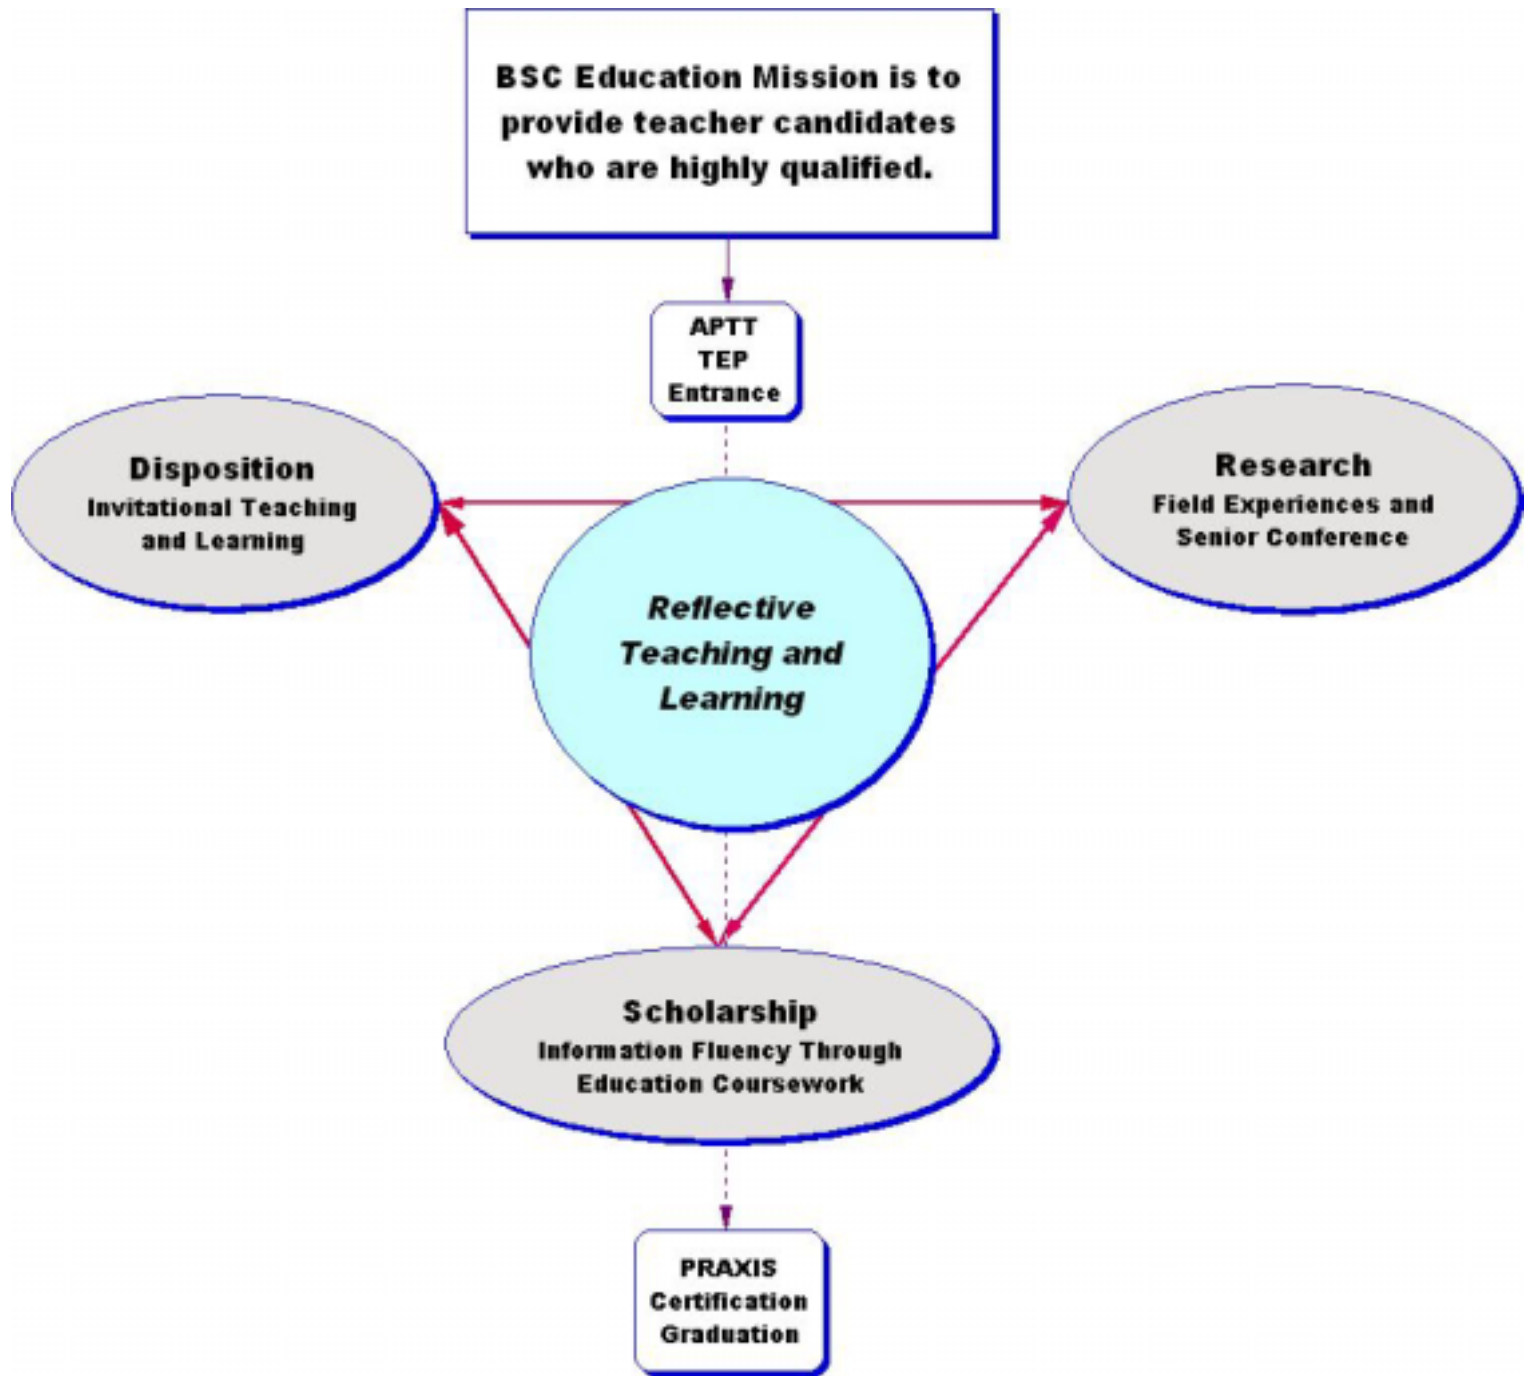 BSC Education Mission is to
provide teacher candidates
who are highly qualified.
APTT
TEP
Entrance
Disposition
Invitational Teaching
and Learning
Research
Field Experiences and
Senior Conference
Reflective
Teaching and
Learning
Scholarship
Information Fluency Through
Education Coursework
PRAXIS
Certification
Graduation